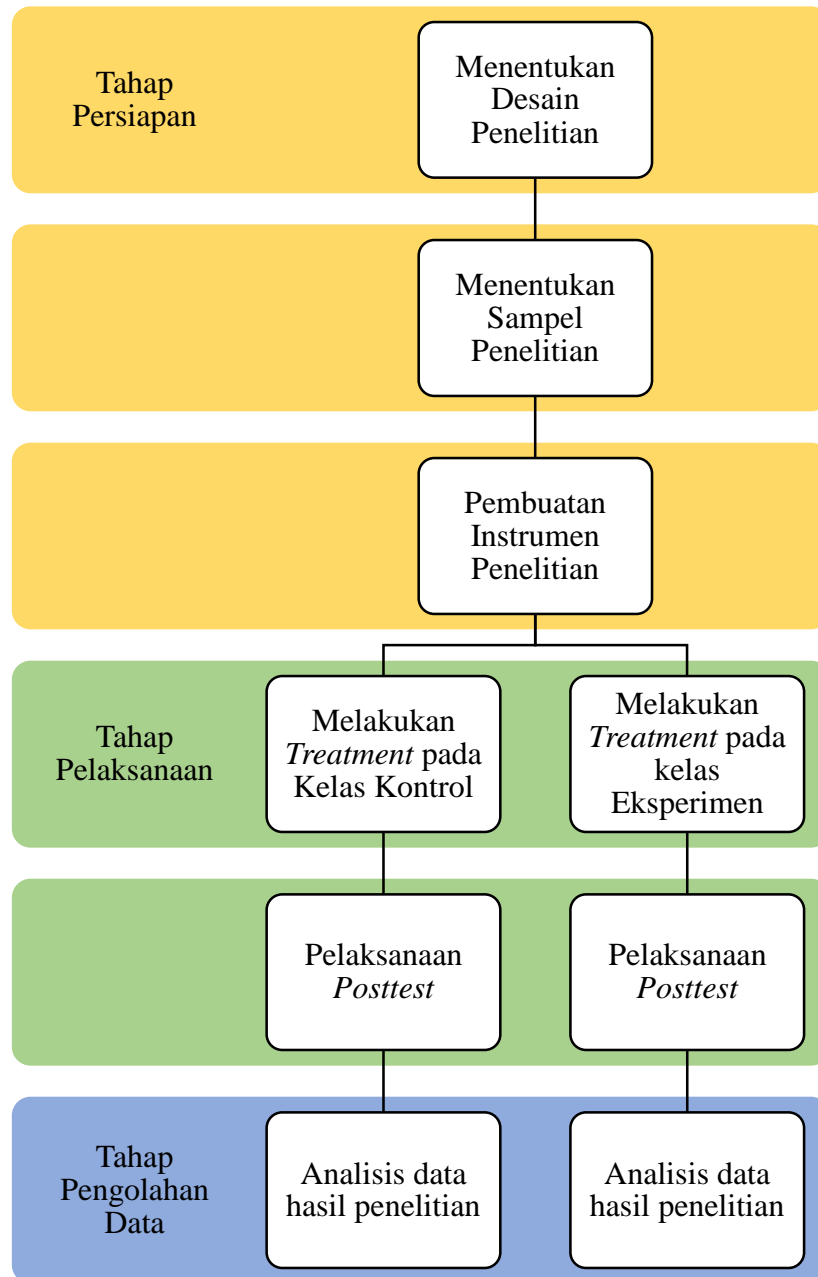 Tahap
Persiapan
Menentukan
Desain
Penelitian
Menentukan
Sampel
Penelitian
Pembuatan
Instrumen
Penelitian
Tahap
Pelaksanaan
Melakukan
Treatment pada
Kelas Kontrol
Melakukan
Treatment pada
kelas
Eksperimen
Pelaksanaan
Posttest
Pelaksanaan
Posttest
Tahap
Pengolahan
Data
Analisis data
hasil penelitian
Analisis data
hasil penelitian